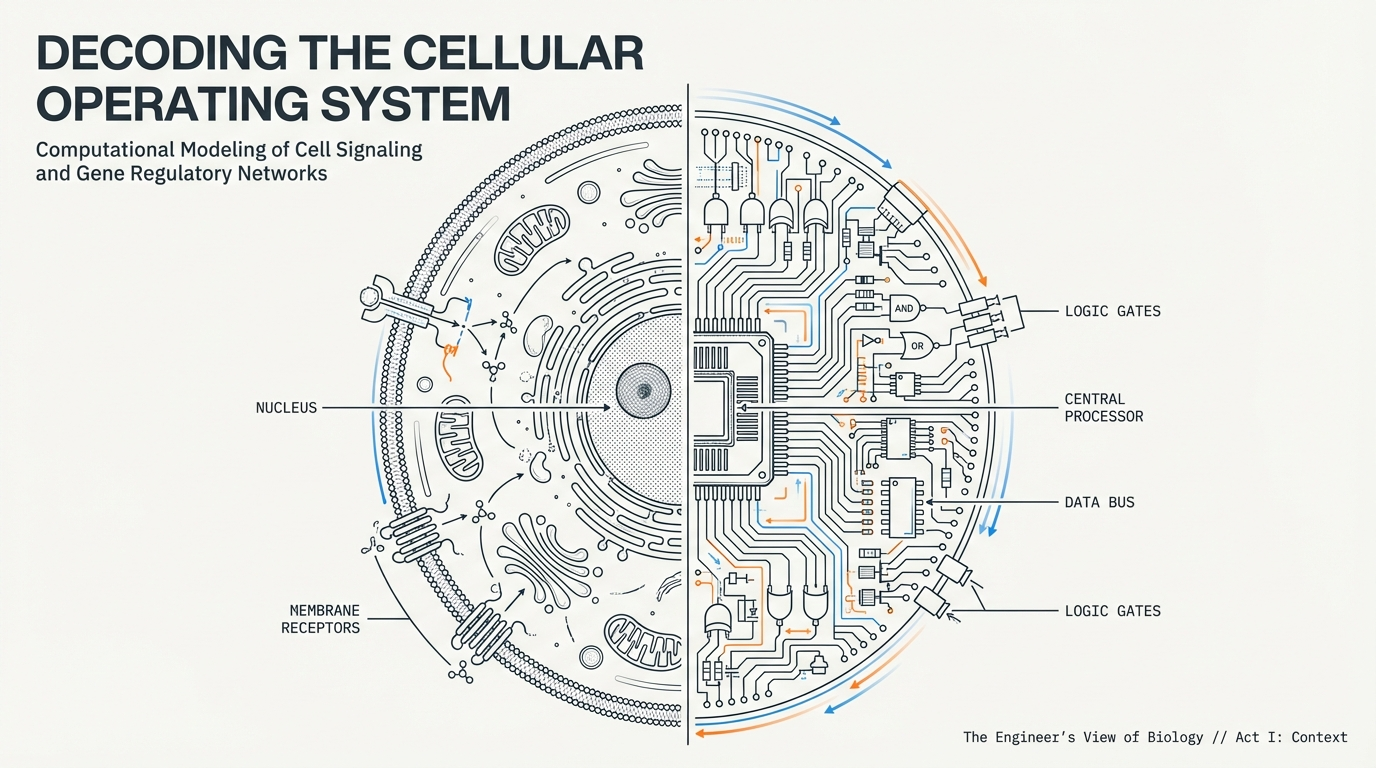 DECODING THE CELLULAR
OPERATING SYSTEM
Computational Modeling of Cell Signaling
and Gene Regulatory Networks
AND
OR
LOGIC GATES
NUCLEUS
CENTRAL
PROCESSOR
DATA BUS
MEMBRANE
RECEPTORS
LOGIC GATES
The Engineer's View of Biology // Act I: Context